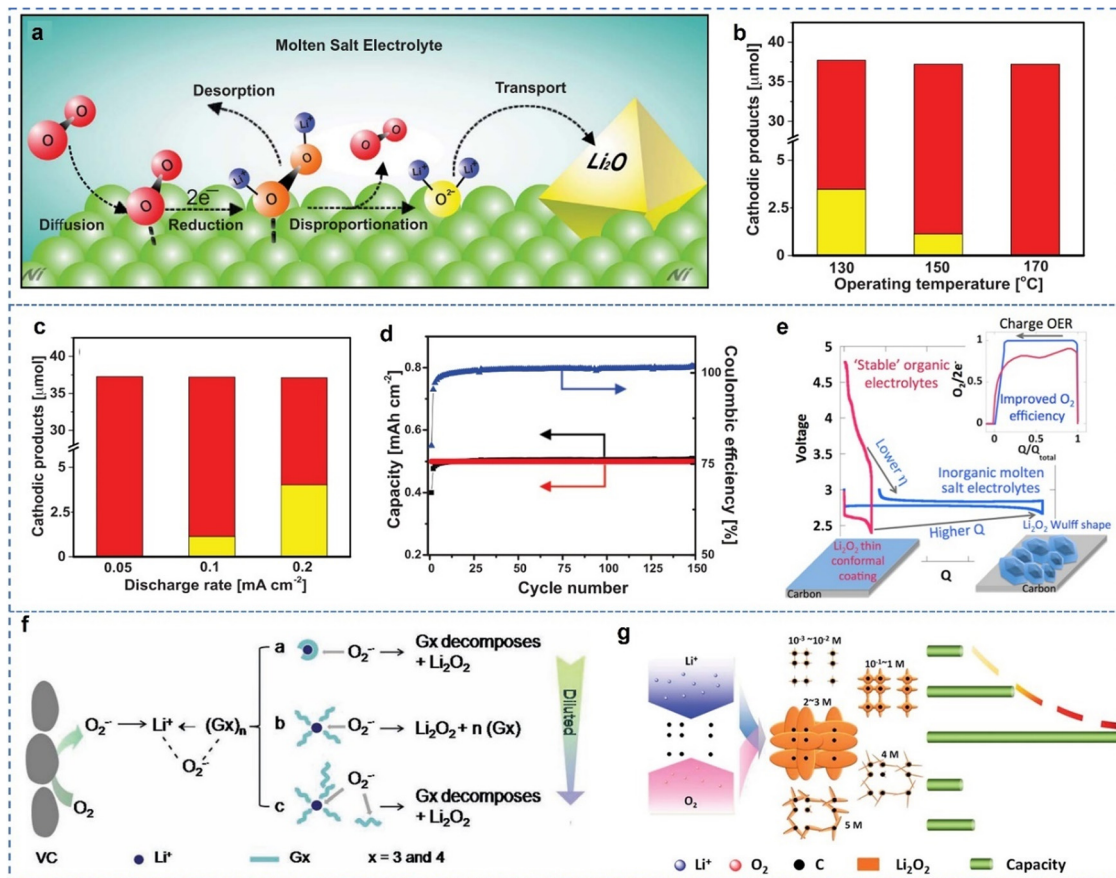 a
Molten Salt Electrolyte
Desorption
Transport
O
O
Li⁺
O
O
O
Li⁺
O
O
O
Li⁺
Li⁺
O²⁻
Li₂O
Diffusion
2e⁻
Reduction
Disproportionation
Ni
Ni
b
Cathodic products [μmol]
35
30
5
2.5
0
130 150 170
Operating temperature [°C]
c
Cathodic products [μmol]
35
30
5
2.5
0
0.05 0.1 0.2
Discharge rate [mA cm⁻²]
d
Capacity [mAh cm⁻²]
0.8
0.6
0.4
0.2
0 25 50 75 100 125 150
Cycle number
100
75
50
Coulombic efficiency [%]
e
Charge OER
O₂/2e⁻
1
0.5
0
0 0.5 1
Q/Q total
Improved O₂
efficiency
Voltage
5
4.5
4
3.5
3
2.5
'Stable' organic
electrolytes
Lower η
Inorganic molten
salt electrolytes
Higher Q
Li₂O₂ Wulff shape
Li₂O₂ thin
conformal
coating
Carbon
Q
Carbon
f
O₂⁻·
O₂
VC
Li⁺
(Gx)ₙ
O₂⁻·
a O₂⁻· Gx decomposes
+ Li₂O₂
b O₂⁻· Li₂O₂ + n (Gx)
c O₂⁻· Gx decomposes
+ Li₂O₂
Diluted
Li⁺ Gx x = 3 and 4
g
Li⁺
O₂
10⁻³ ~10⁻² M
10⁻¹~1 M
2~3 M
4 M
5 M
Li⁺ O₂ C Li₂O₂ Capacity